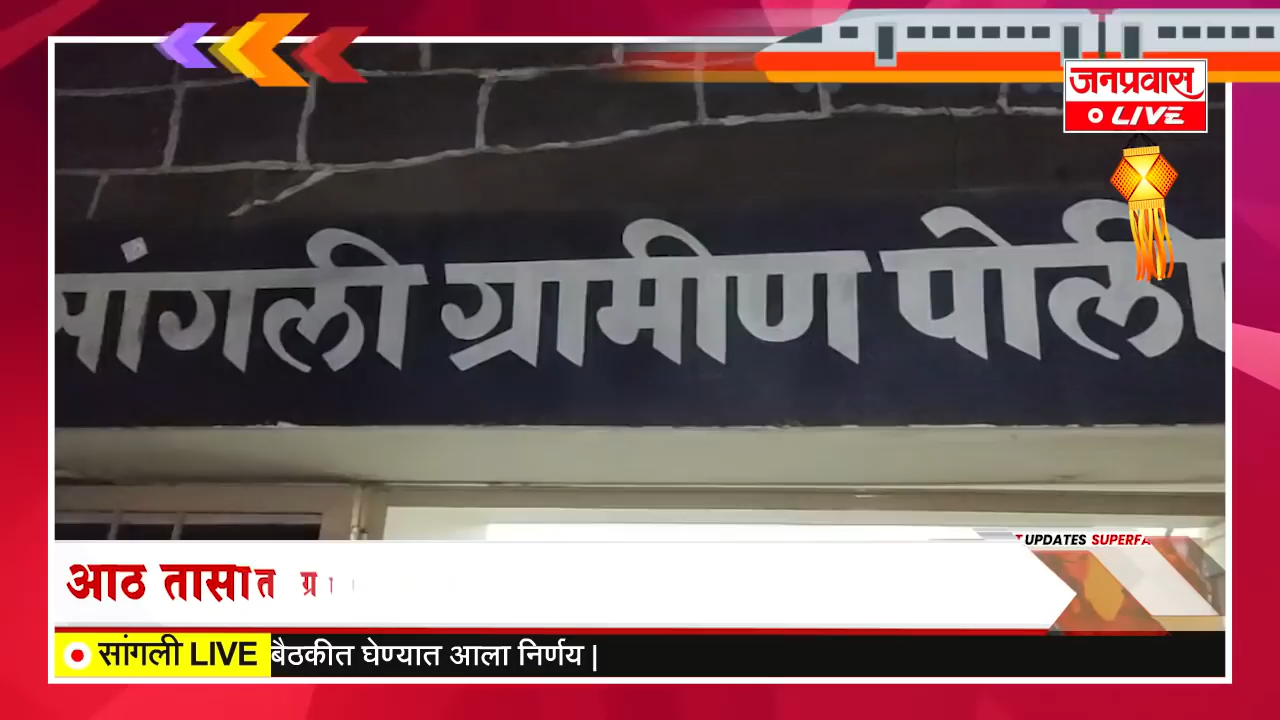 जनप्रवास
LIVE
सांगली ग्रामीण पोली
UPDATES SUPERFA
आठ तासात ग्रा
सांगली LIVE बैठकीत घेण्यात आला निर्णय |